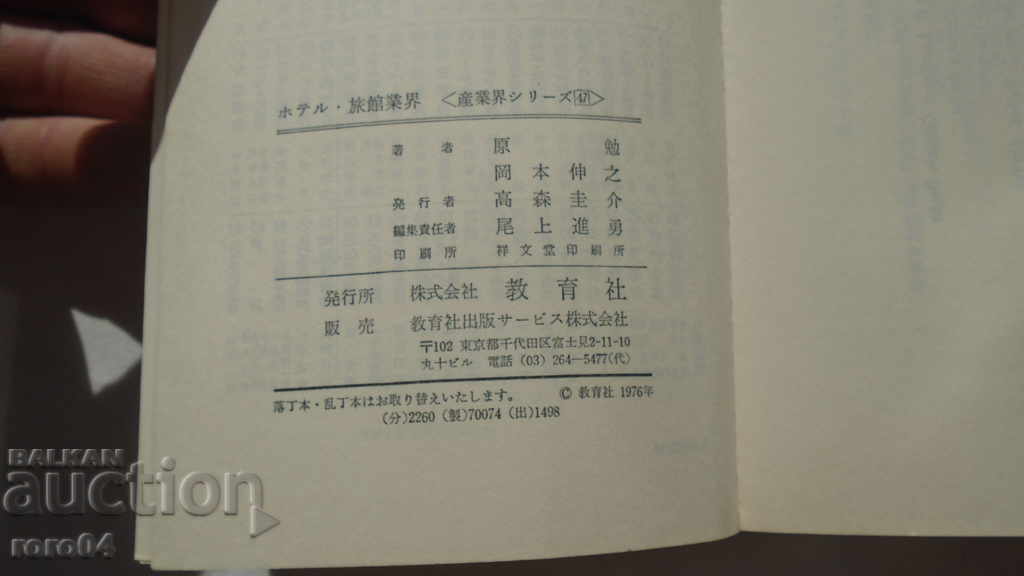 ホテル・旅館業界 〈産業界シリーズ47〉
著者 原勉
岡本伸之
発行者 高森圭介
編集責任者 尾上進勇
印刷所 祥文堂印刷所
発行所 株式会社 教育社
販売 教育社出版サービス株式会社
〒102 東京都千代田区富士見2-11-10
九十ビル 電話 (03) 264-5477(代)
落丁本・乱丁本はお取り替えいたします。 © 教育社 1976年
(分)2260 (製)70074 (出)1498
BALKAN
auction
roro04